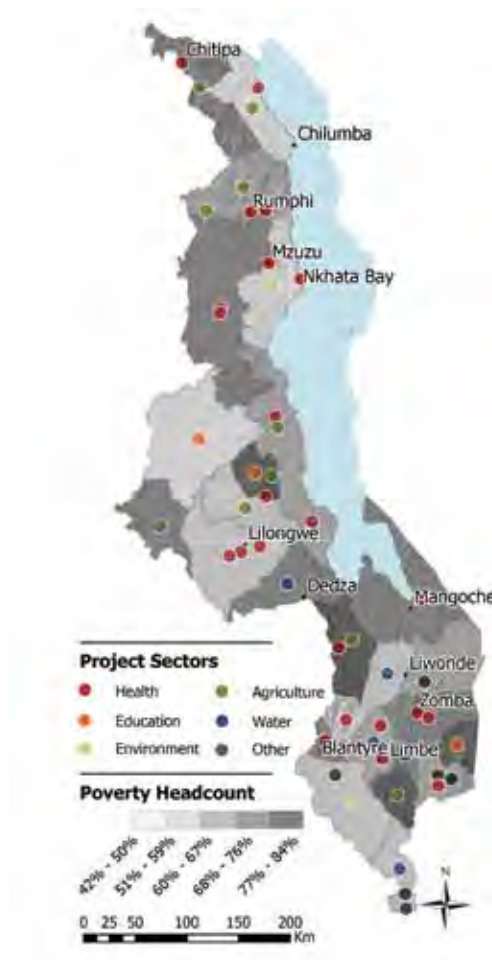 Chitipa
Chilumba
Rumphi
Mzuzu
Nkhata Bay
Lilongwe
Dedza
Mangoche
Liwonde
Zomba
Blantyre Limbe
Project Sectors
Health Agriculture
Education Water
Environment Other
Poverty Headcount
42% - 50%
51% - 59%
60% - 67%
68% - 76%
77% - 84%
N
0 25 50 100 150 200
Km